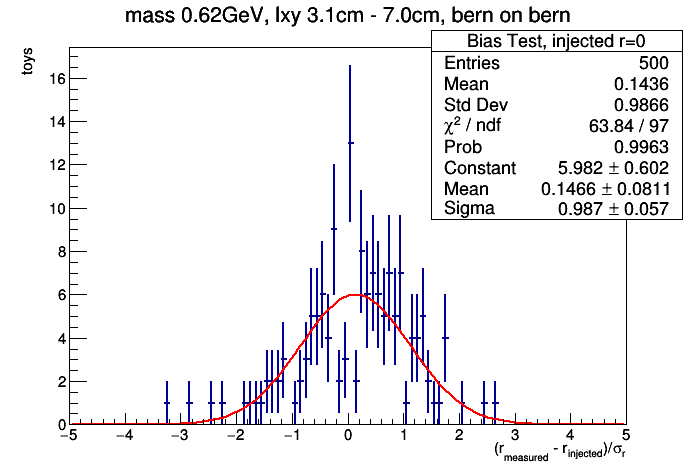 mass 0.62GeV, lxy 3.1cm - 7.0cm, bern on bern
toys
Bias Test, injected r=0
Entries 500
Mean 0.1436
Std Dev 0.9866
χ² / ndf 63.84 / 97
Prob 0.9963
Constant 5.982 ± 0.602
Mean 0.1466 ± 0.0811
Sigma 0.987 ± 0.057
16
14
12
10
8
6
4
2
0
−5 −4 −3 −2 −1 0 1 2 3 4 5
(r_measured - r_injected)/σ_r